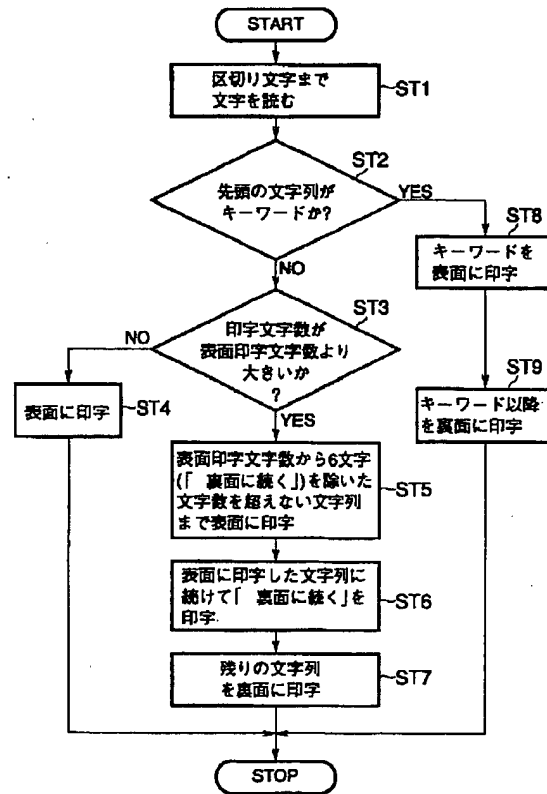 START
区切り文字まで
文字を読む
ST1
ST2
先頭の文字列が
キーワードか?
YES
NO
ST8
キーワードを
表面に印字
ST3
印字文字数が
表面印字文字数より
大きいか
?
NO
YES
ST4
表面に印字
ST9
キーワード以降
を裏面に印字
表面印字文字数から6文字
(「　裏面に続く」)を除いた
文字数を超えない文字列
まで表面に印字
ST5
表面に印字した文字列に
続けて「　裏面に続く」を
印字
ST6
残りの文字列
を裏面に印字
ST7
STOP